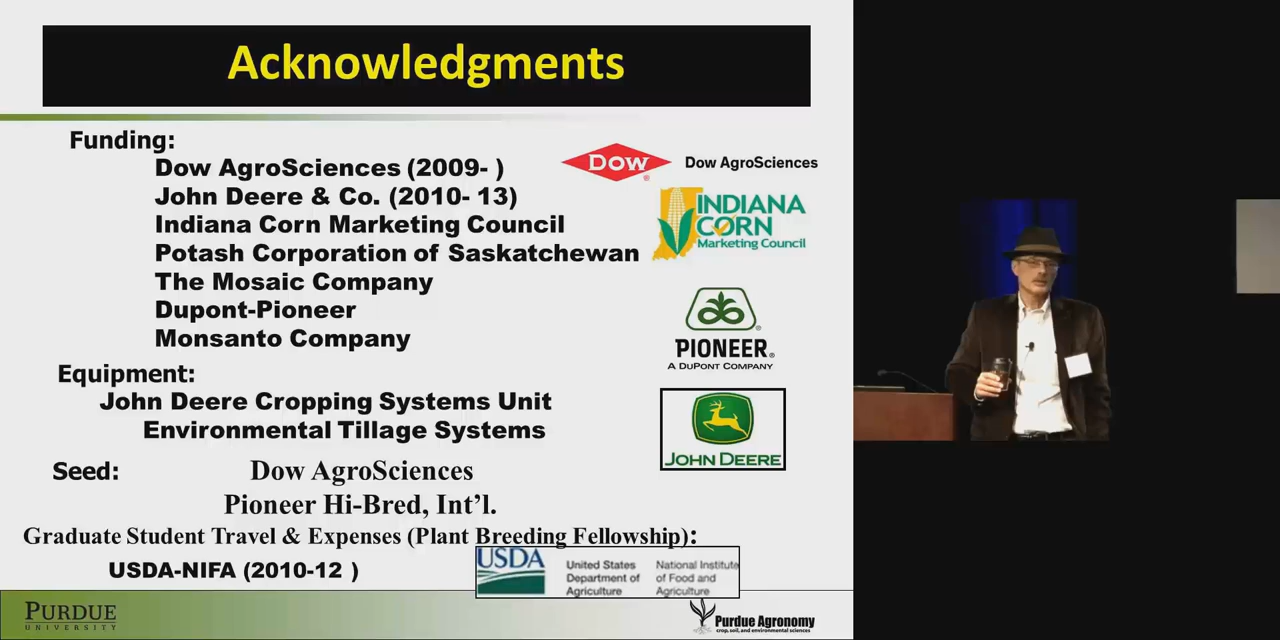 Acknowledgments
Funding:
Dow AgroSciences (2009- )
John Deere & Co. (2010- 13)
Indiana Corn Marketing Council
Potash Corporation of Saskatchewan
The Mosaic Company
Dupont-Pioneer
Monsanto Company
Equipment:
John Deere Cropping Systems Unit
Environmental Tillage Systems
Seed: Dow AgroSciences
Pioneer Hi-Bred, Int’l.
Graduate Student Travel & Expenses (Plant Breeding Fellowship):
USDA-NIFA (2010-12 )
DOW ® Dow AgroSciences
INDIANA
CORN
Marketing Council
PIONEER®
A DUPONT COMPANY
JOHN DEERE
USDA
United States
Department of
Agriculture
National Institute
of Food and
Agriculture
PURDUE
UNIVERSITY
Purdue Agronomy
crop, soil, and environmental sciences